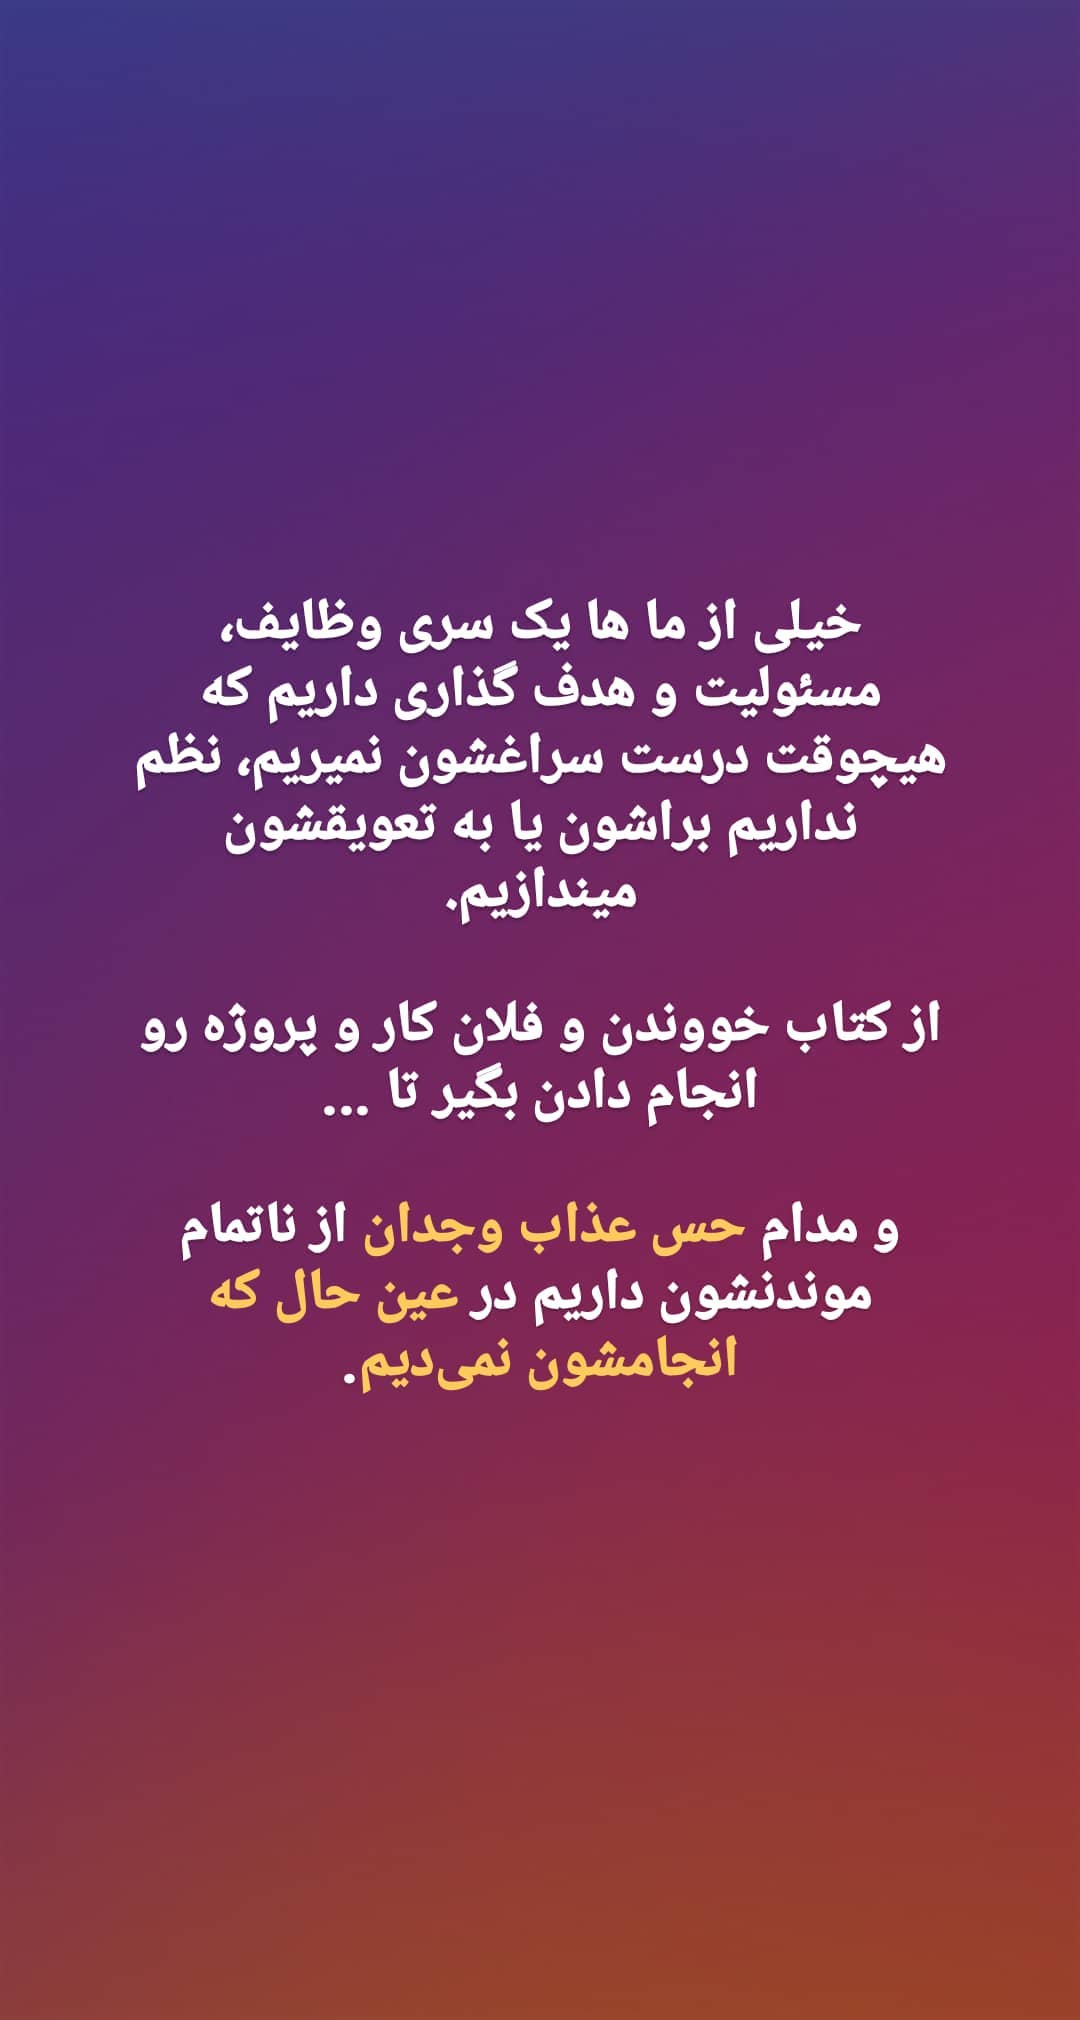 خیلی از ما ها یک سری وظایف،
مسئولیت و هدف گذاری داریم که
هیچوقت درست سراغشون نمیریم، نظم
نداریم براشون یا به تعویقشون
میندازیم.
از کتاب خووندن و فلان کار و پروژه رو
انجام دادن بگیر تا ...
و مدام حس عذاب وجدان از ناتمام
موندنشون داریم در عین حال که
انجامشون نمی‌دیم.